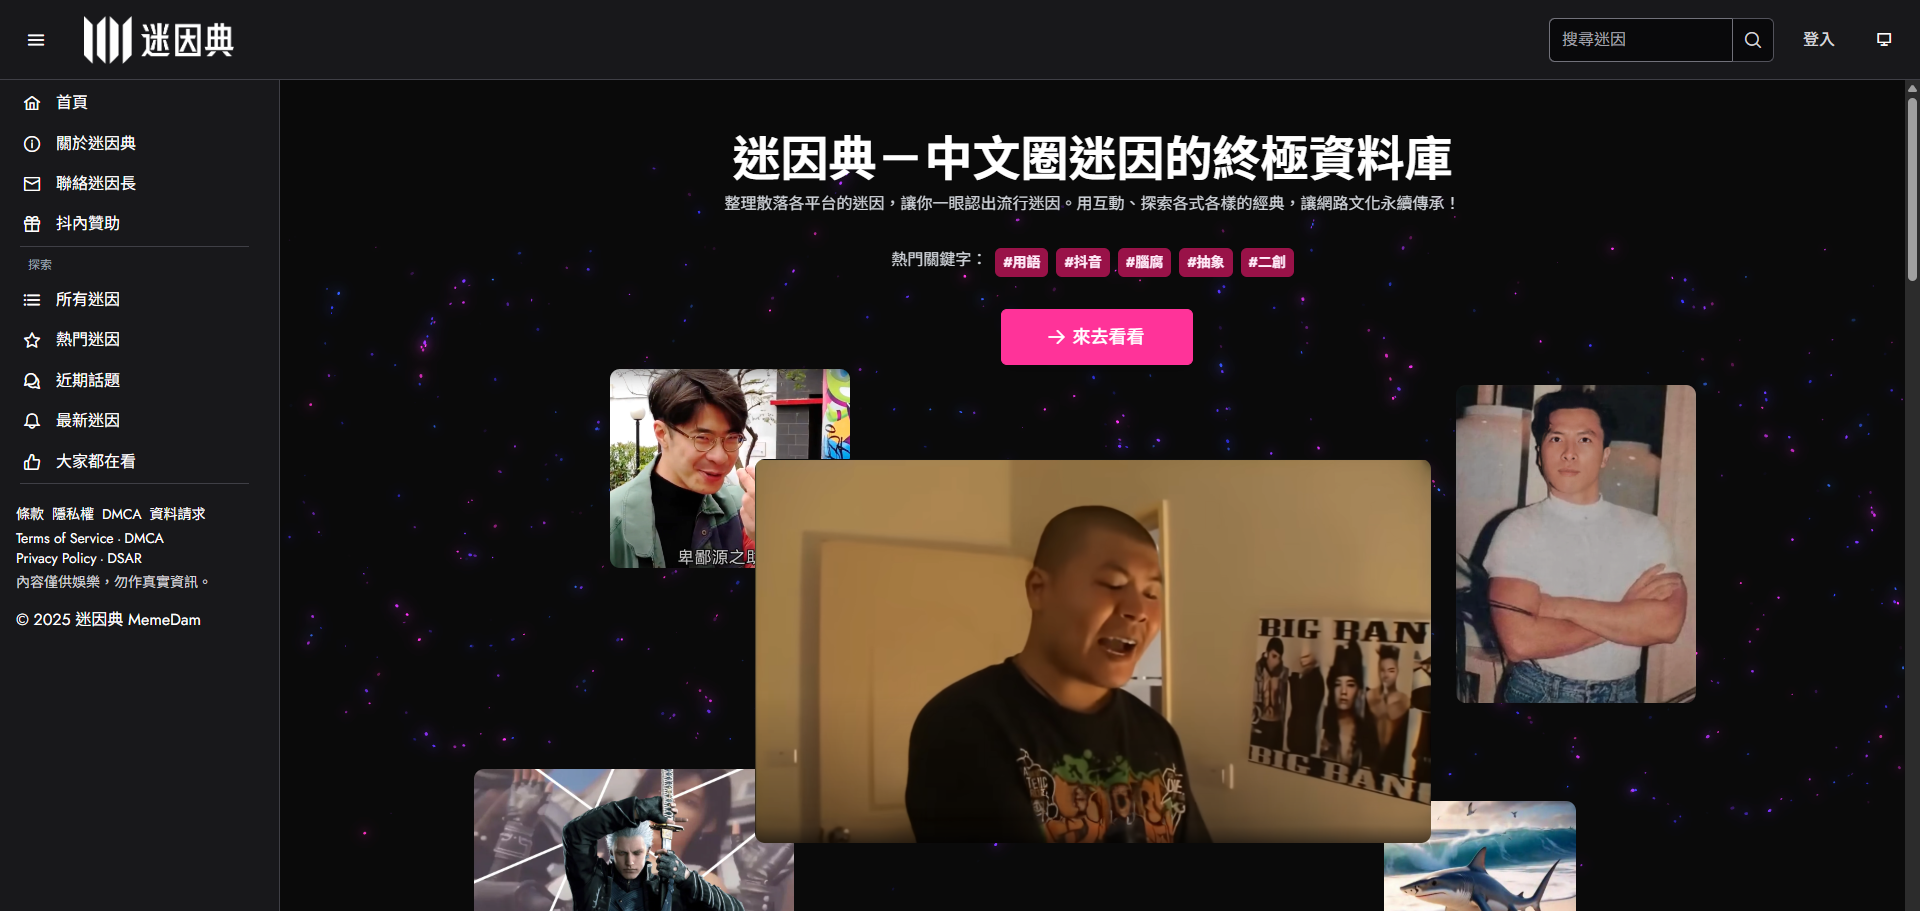 迷因典
搜尋迷因
登入
首頁
關於迷因典
聯絡迷因長
抖內贊助
探索
所有迷因
熱門迷因
近期話題
最新迷因
大家都在看
條款 隱私權 DMCA 資料請求
Terms of Service · DMCA
Privacy Policy · DSAR
內容僅供娛樂，勿作真實資訊。
© 2025 迷因典 MemeDam
迷因典－中文圈迷因的終極資料庫
整理散落各平台的迷因，讓你一眼認出流行迷因。用互動、探索各式各樣的經典，讓網路文化永續傳承！
熱門關鍵字： #用語 #抖音 #腦腐 #抽象 #二創
來去看看
卑鄙源之助
BIG BAN
BIG BAN